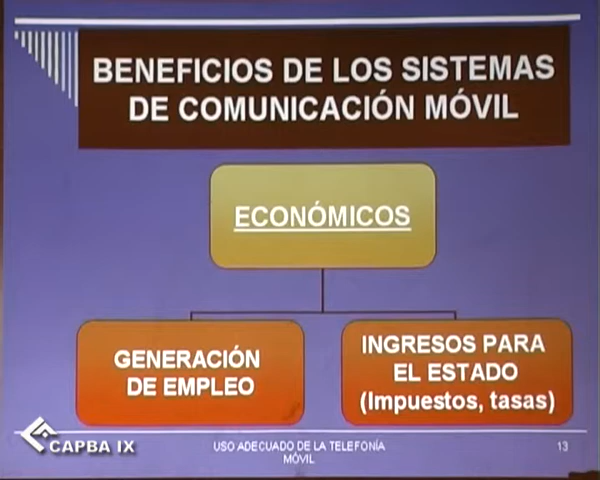 BENEFICIOS DE LOS SISTEMAS
DE COMUNICACIÓN MÓVIL
ECONÓMICOS
GENERACIÓN
DE EMPLEO
INGRESOS PARA
EL ESTADO
(Impuestos, tasas)
CAPBA IX
USO ADECUADO DE LA TELEFONÍA
MÓVIL
13